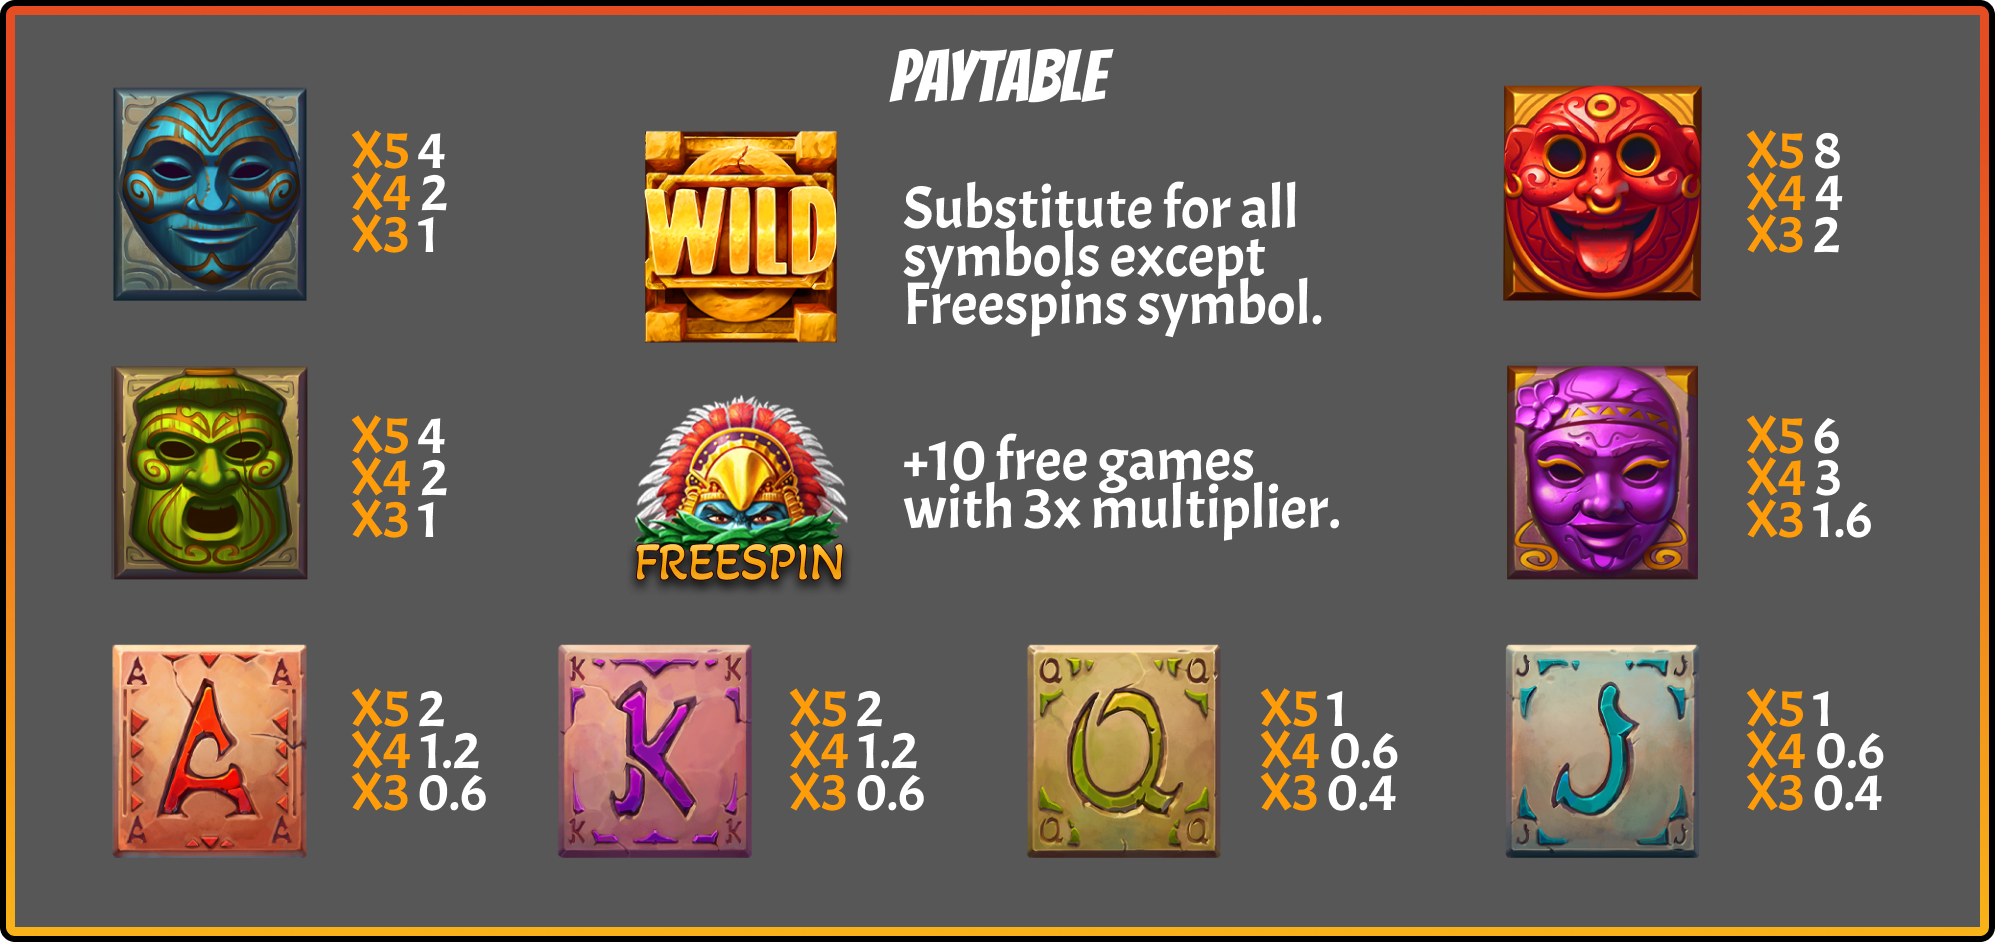 PAYTABLE
X5 4
X4 2
X3 1
WILD
Substitute for all
symbols except
Freespins symbol.
X5 8
X4 4
X3 2
X5 4
X4 2
X3 1
FREESPIN
+10 free games
with 3x multiplier.
X5 6
X4 3
X3 1.6
A A
A
A A
X5 2
X4 1.2
X3 0.6
K K
K
K K
X5 2
X4 1.2
X3 0.6
Q Q
Q
Q Q
X5 1
X4 0.6
X3 0.4
J J
J
J J
X5 1
X4 0.6
X3 0.4